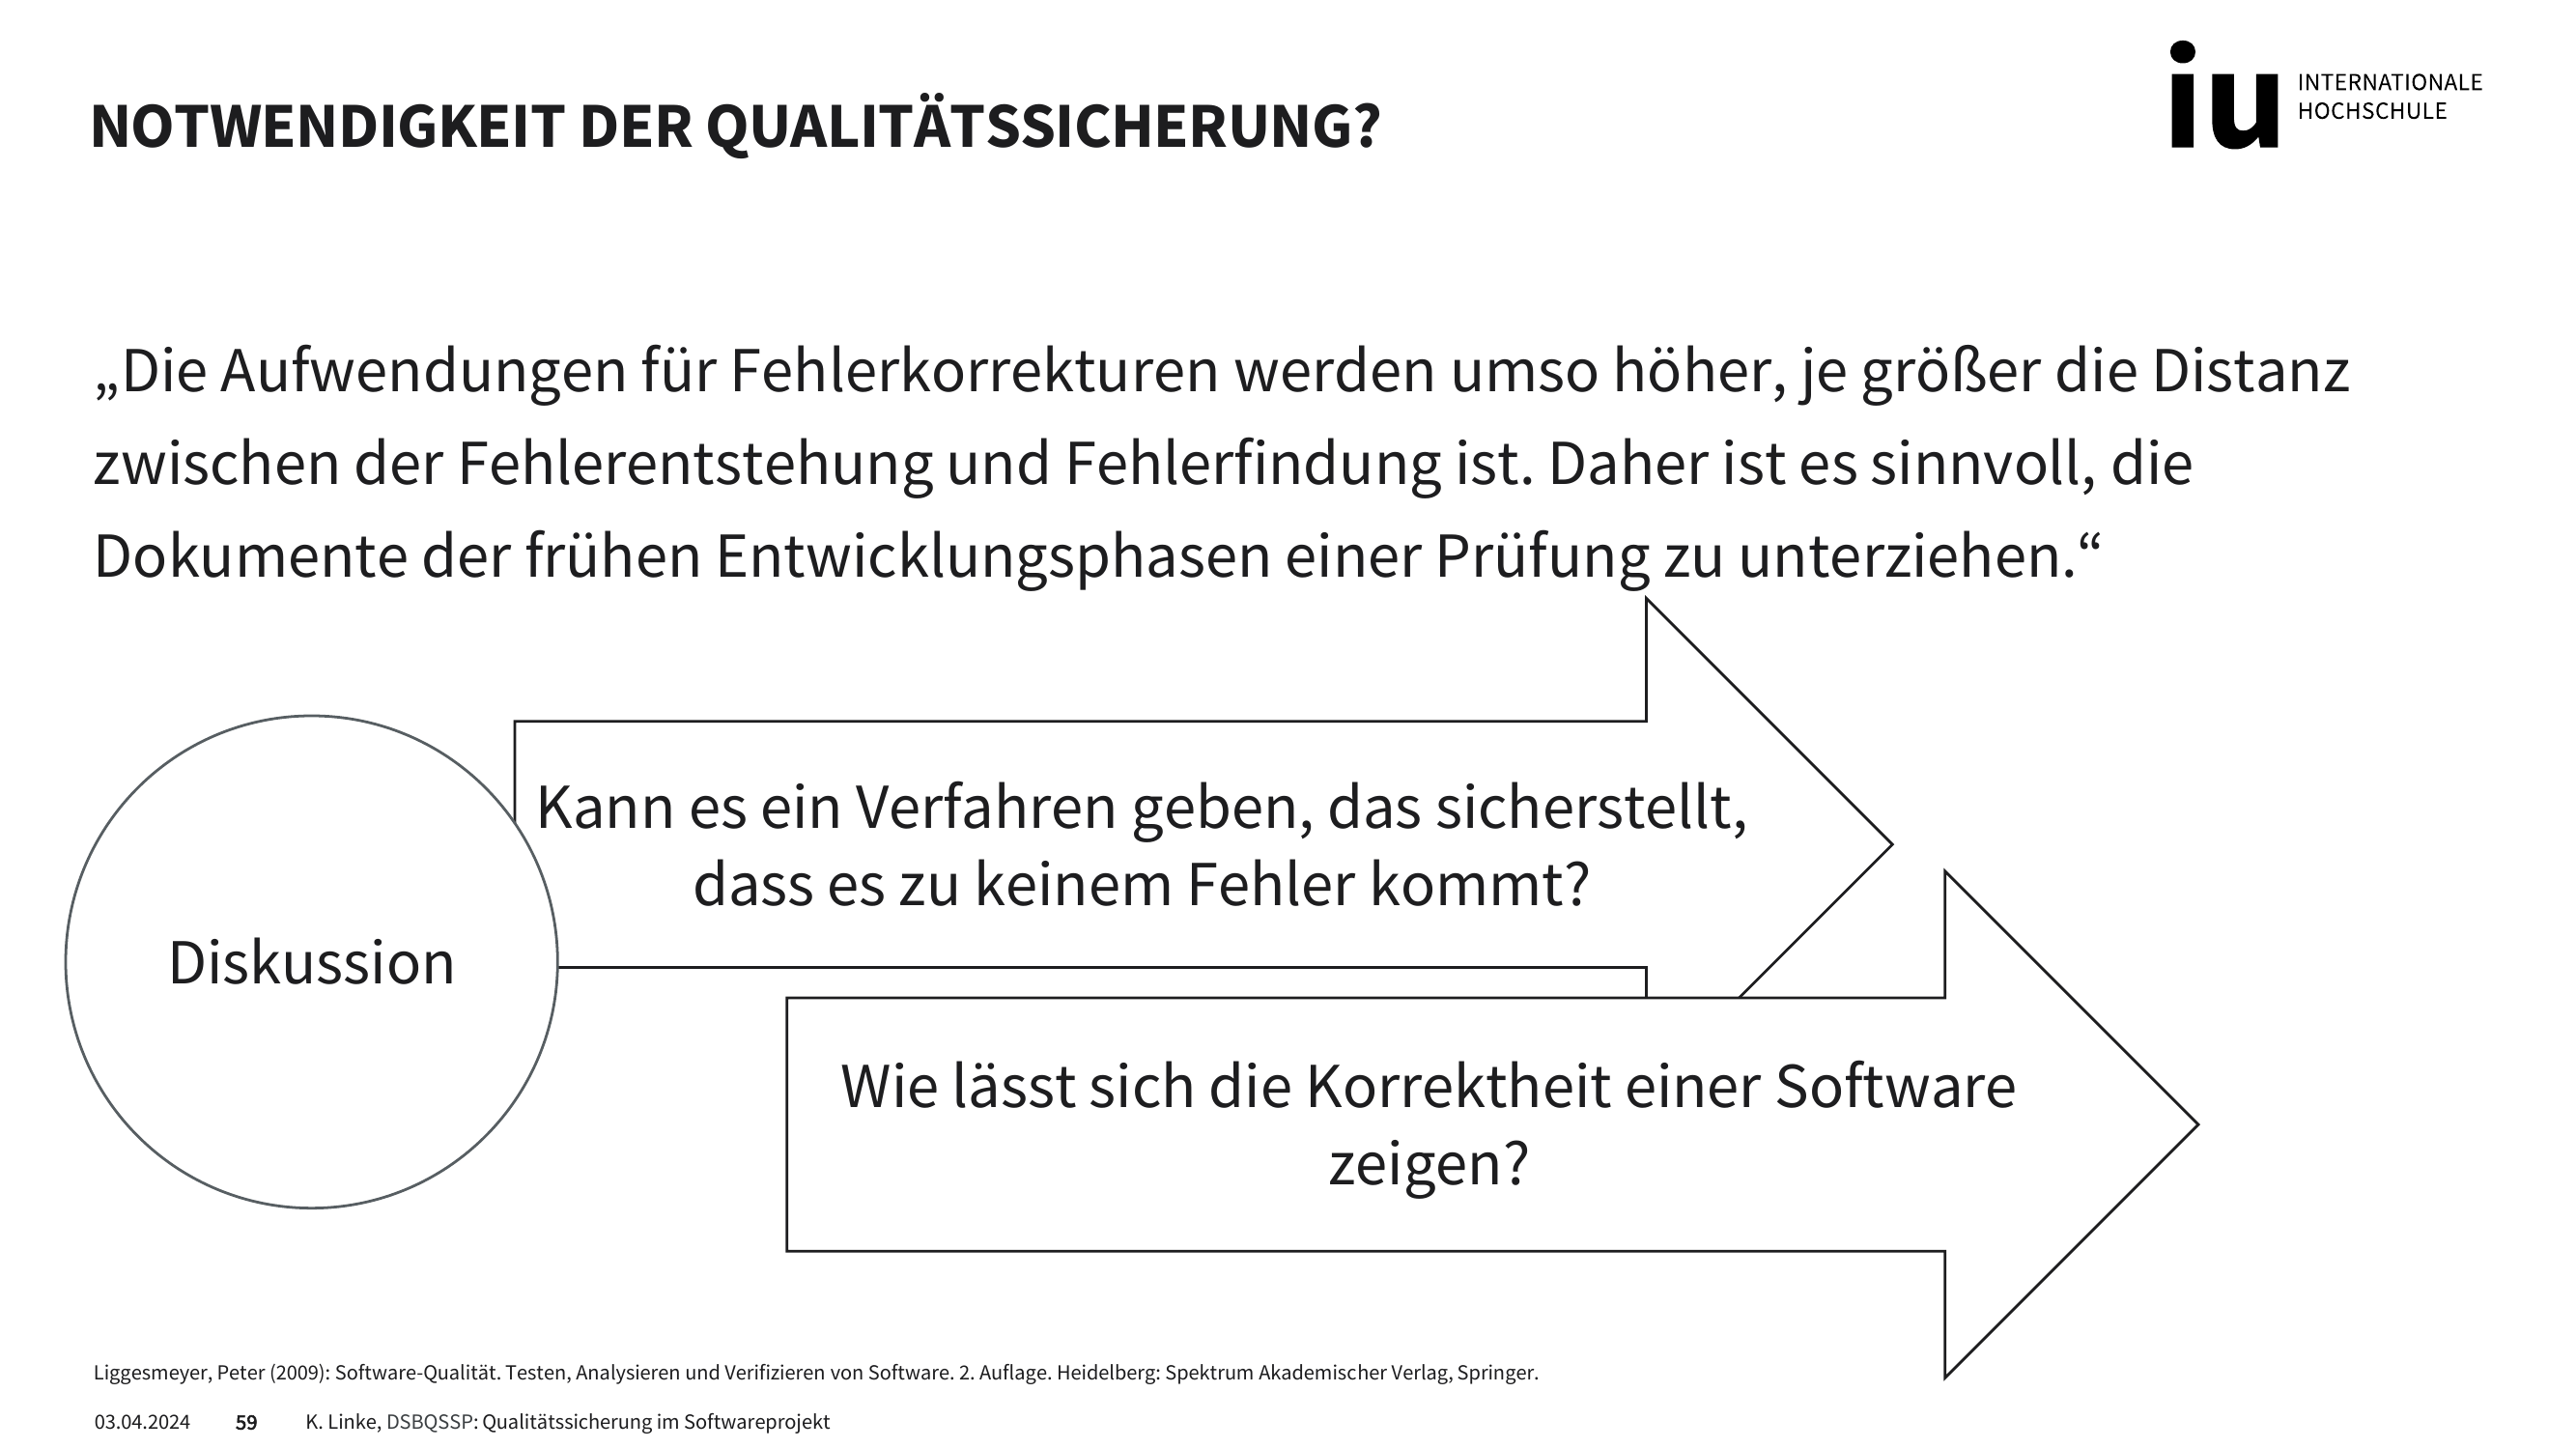 NOTWENDIGKEIT DER QUALITÄTSSICHERUNG?
iu INTERNATIONALE
HOCHSCHULE
„Die Aufwendungen für Fehlerkorrekturen werden umso höher, je größer die Distanz
zwischen der Fehlerentstehung und Fehlerfindung ist. Daher ist es sinnvoll, die
Dokumente der frühen Entwicklungsphasen einer Prüfung zu unterziehen.“
Kann es ein Verfahren geben, das sicherstellt,
dass es zu keinem Fehler kommt?
Diskussion
Wie lässt sich die Korrektheit einer Software
zeigen?
Liggesmeyer, Peter (2009): Software-Qualität. Testen, Analysieren und Verifizieren von Software. 2. Auflage. Heidelberg: Spektrum Akademischer Verlag, Springer.
03.04.2024 59 K. Linke, DSBQSSP: Qualitätssicherung im Softwareprojekt